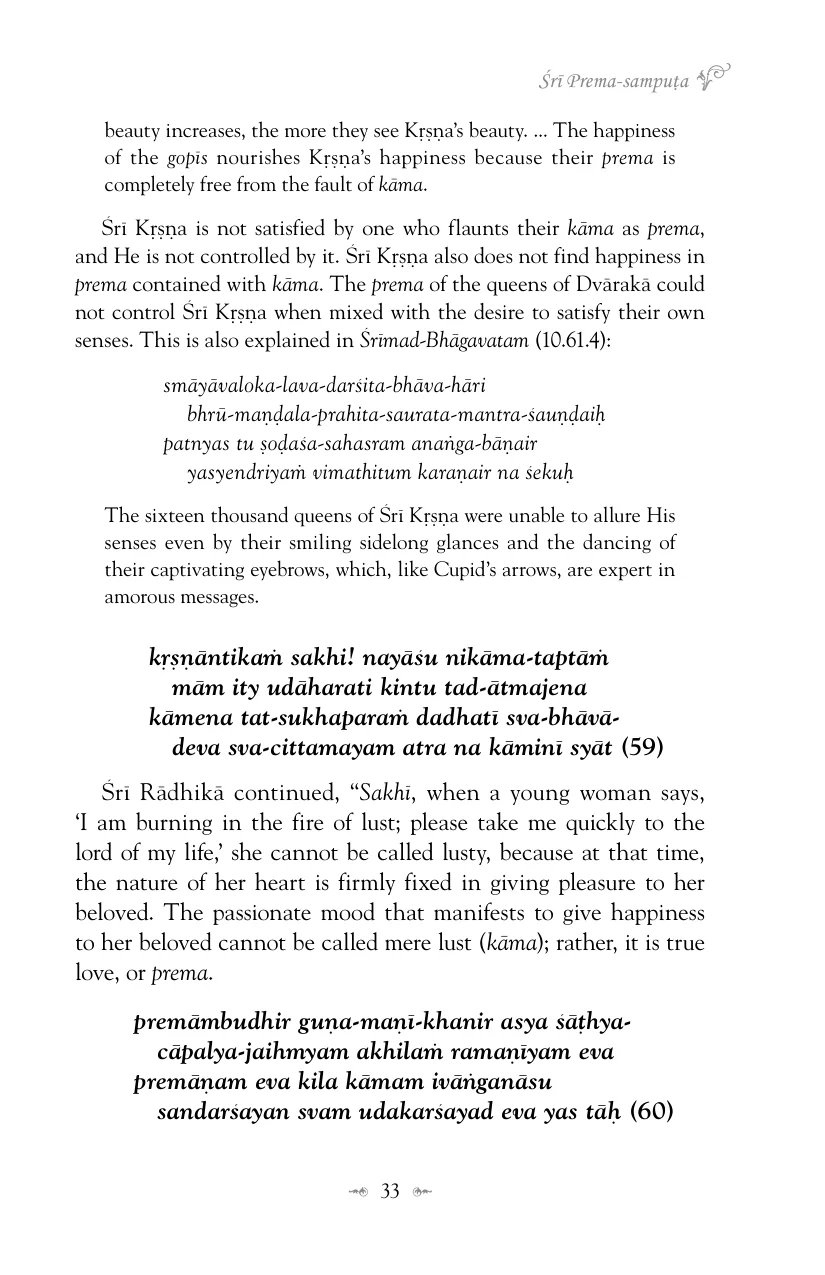 Śrī Prema-sampuṭa
beauty increases, the more they see Kṛṣṇa’s beauty. ... The happiness
of the gopīs nourishes Kṛṣṇa’s happiness because their prema is
completely free from the fault of kāma.
Śrī Kṛṣṇa is not satisfied by one who flaunts their kāma as prema,
and He is not controlled by it. Śrī Kṛṣṇa also does not find happiness in
prema contained with kāma. The prema of the queens of Dvārakā could
not control Śrī Kṛṣṇa when mixed with the desire to satisfy their own
senses. This is also explained in Śrīmad-Bhāgavatam (10.61.4):
smāyāvaloka-lava-darśita-bhāva-hāri
bhrū-maṇḍala-prahita-saurata-mantra-śauṇḍaiḥ
patnyas tu ṣoḍaśa-sahasram anaṅga-bāṇair
yasyendriyaṁ vimathituṁ karaṇair na śekuḥ
The sixteen thousand queens of Śrī Kṛṣṇa were unable to allure His
senses even by their smiling sidelong glances and the dancing of
their captivating eyebrows, which, like Cupid’s arrows, are expert in
amorous messages.
kṛṣṇāntikaṁ sakhi! nayāśu nikāma-taptāṁ
mām ity udāharati kintu tad-ātmajena
kāmena tat-sukhaparaṁ dadhatī sva-bhāvā-
deva sva-cittamayam atra na kāminī syāt (59)
Śrī Rādhikā continued, “Sakhī, when a young woman says,
‘I am burning in the fire of lust; please take me quickly to the
lord of my life,’ she cannot be called lusty, because at that time,
the nature of her heart is firmly fixed in giving pleasure to her
beloved. The passionate mood that manifests to give happiness
to her beloved cannot be called mere lust (kāma); rather, it is true
love, or prema.
premāmbudhir guṇa-maṇī-khanir asya śāṭhya-
cāpalya-jaihmyam akhilaṁ ramaṇīyam eva
premāṇam eva kila kāmam ivāṅganāsu
sandarśayan svam udakarśayad eva yas tāḥ (60)
33